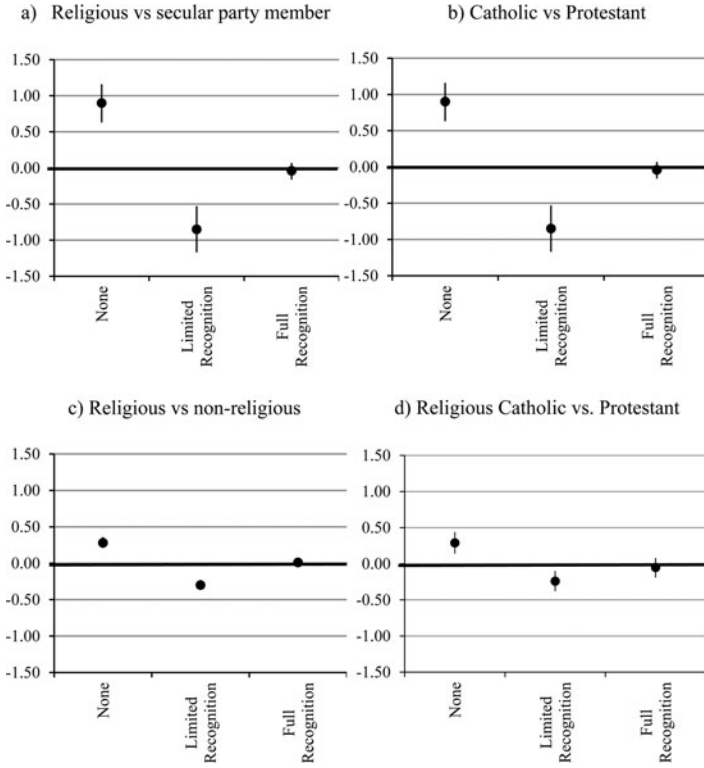 a) Religious vs secular party member
1.50
1.00
0.50
0.00
-0.50
-1.00
-1.50
None
Limited
Recognition
Full
Recognition
b) Catholic vs Protestant
1.50
1.00
0.50
0.00
-0.50
-1.00
-1.50
None
Limited
Recognition
Full
Recognition
c) Religious vs non-religious
1.50
1.00
0.50
0.00
-0.50
-1.00
-1.50
None
Limited
Recognition
Full
Recognition
d) Religious Catholic vs. Protestant
1.50
1.00
0.50
0.00
-0.50
-1.00
-1.50
None
Limited
Recognition
Full
Recognition